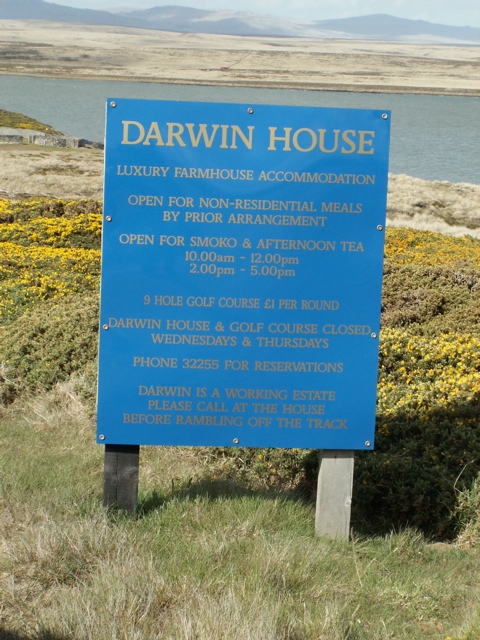 DARWIN HOUSE
LUXURY FARMHOUSE ACCOMMODATION
OPEN FOR NON-RESIDENTIAL MEALS
BY PRIOR ARRANGEMENT
OPEN FOR SMOKO & AFTERNOON TEA
10.00am - 12.00pm
2.00pm - 5.00pm
9 HOLE GOLF COURSE £1 PER ROUND
DARWIN HOUSE & GOLF COURSE CLOSED
WEDNESDAYS & THURSDAYS
PHONE 32255 FOR RESERVATIONS
DARWIN IS A WORKING ESTATE
PLEASE CALL AT THE HOUSE
BEFORE RAMBLING OFF THE TRACK